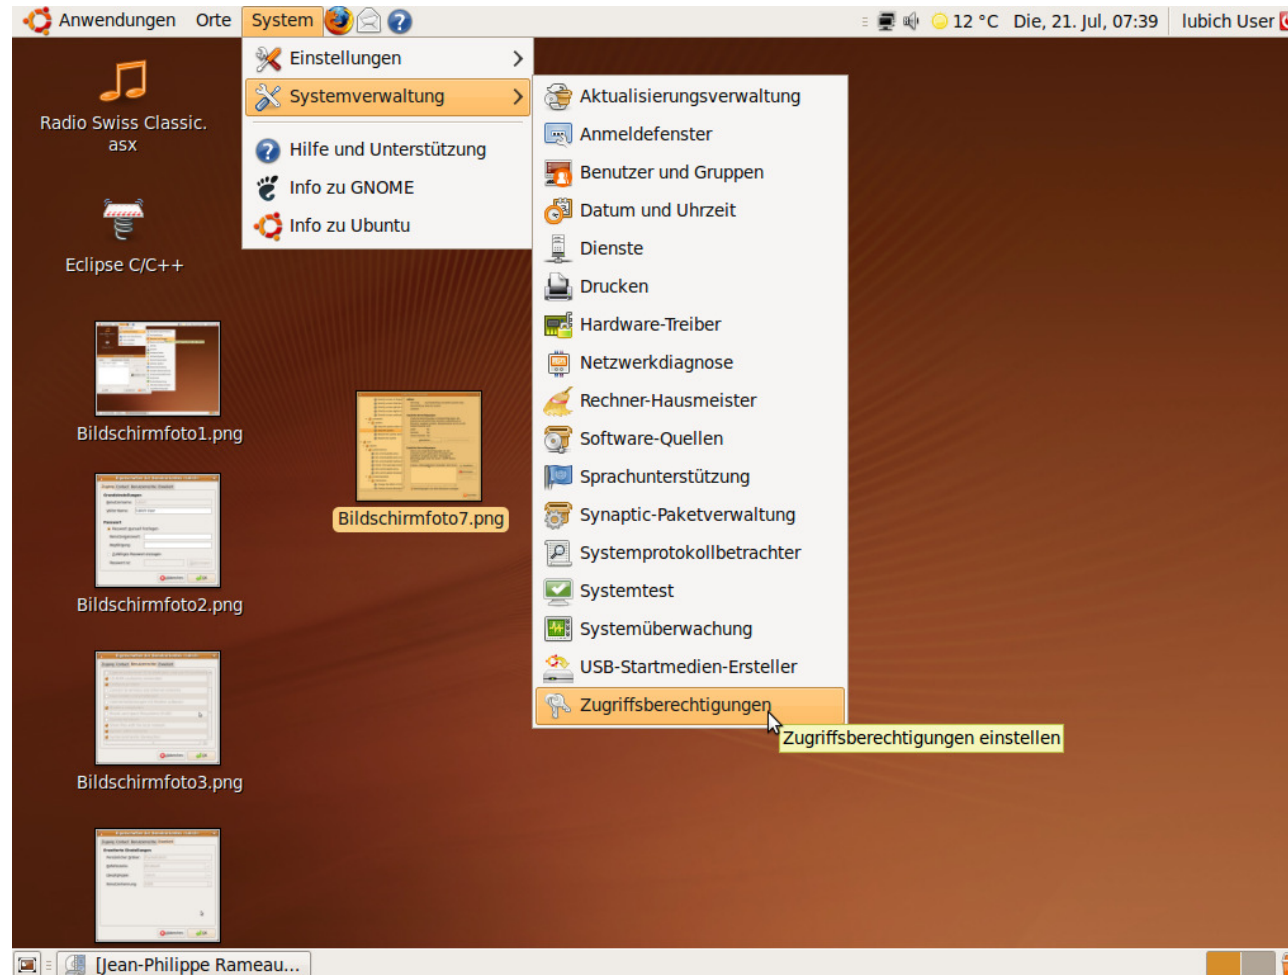 Anwendungen Orte System 12 °C Die, 21. Jul, 07:39 lubich User
Einstellungen
Systemverwaltung
Hilfe und Unterstützung
Info zu GNOME
Info zu Ubuntu
Aktualisierungsverwaltung
Anmeldefenster
Benutzer und Gruppen
Datum und Uhrzeit
Dienste
Drucken
Hardware-Treiber
Netzwerkdiagnose
Rechner-Hausmeister
Software-Quellen
Sprachunterstützung
Synaptic-Paketverwaltung
Systemprotokollbetrachter
Systemtest
Systemüberwachung
USB-Startmedien-Ersteller
Zugriffsberechtigungen
Zugriffsberechtigungen einstellen
Radio Swiss Classic.
asx
Eclipse C/C++
Bildschirmfoto1.png
Bildschirmfoto2.png
Bildschirmfoto3.png
Bildschirmfoto7.png
[Jean-Philippe Rameau...